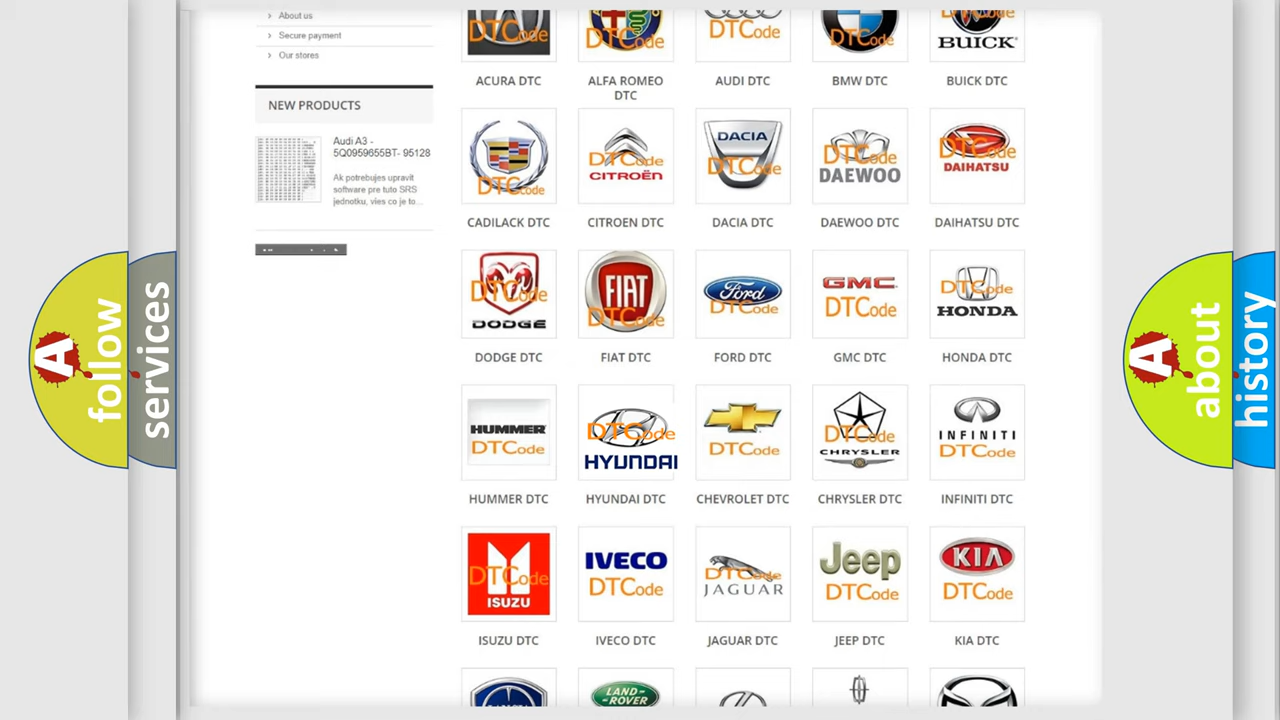 About us
Secure payment
Our stores
NEW PRODUCTS
Audi A3 -
5Q0959655BT- 95128
Ak potrebujes upravit
software pre tuto SRS
jednotku, vies co je to...
DTCode
DTCode
DTCode
DTCode
BUICK
ACURA DTC
ALFA ROMEO
DTC
AUDI DTC
BMW DTC
BUICK DTC
DTCode
DTCode
CITROËN
DACIA
DTCode
DTCode
DAEWOO
DTCode
DAIHATSU
CADILACK DTC
CITROEN DTC
DACIA DTC
DAEWOO DTC
DAIHATSU DTC
DTCode
DODGE
FIAT
DTCode
Ford
DTCode
GMC
DTCode
DTCode
HONDA
DODGE DTC
FIAT DTC
FORD DTC
GMC DTC
HONDA DTC
HUMMER
DTCode
DTCode
HYUNDAI
DTCode
DTCode
CHRYSLER
INFINITI
DTCode
HUMMER DTC
HYUNDAI DTC
CHEVROLET DTC
CHRYSLER DTC
INFINITI DTC
DTCode
ISUZU
IVECO
DTCode
DTCode
JAGUAR
Jeep
DTCode
KIA
DTCode
ISUZU DTC
IVECO DTC
JAGUAR DTC
JEEP DTC
KIA DTC
LAND-
ROVER
A
follow
services
A
about
history